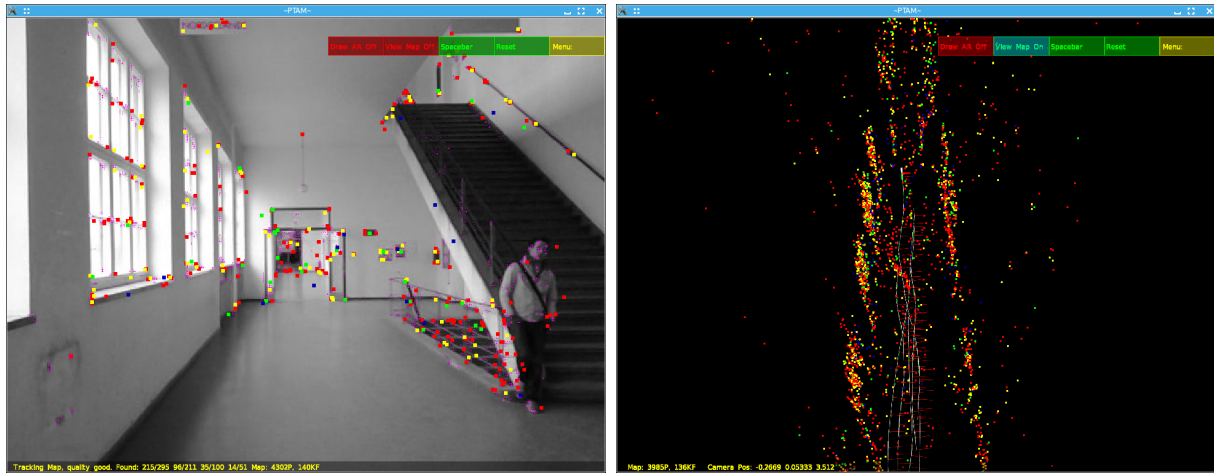 ~PTAM~
Draw AR Off View Map Off Spacebar Reset Menu:
Tracking Map, quality good. Found: 215/295 96/211 35/100 14/51 Map: 4302P, 140KF
~PTAM~
Draw AR Off View Map On Spacebar Reset Menu:
Map: 3985P, 136KF Camera Pos: -0.2669 0.05333 3.512